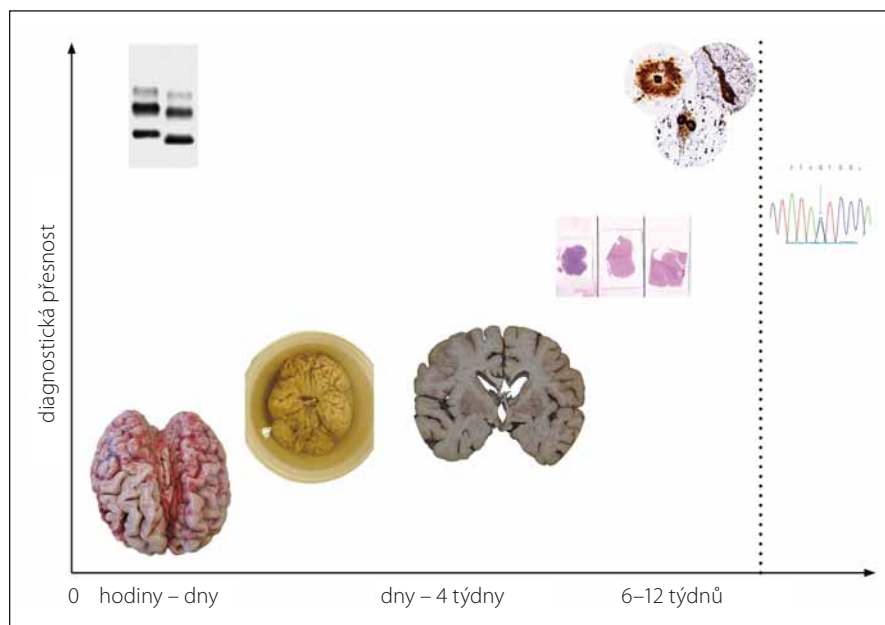 diagnostická přesnost
0 hodiny – dny dny – 4 týdny 6–12 týdnů